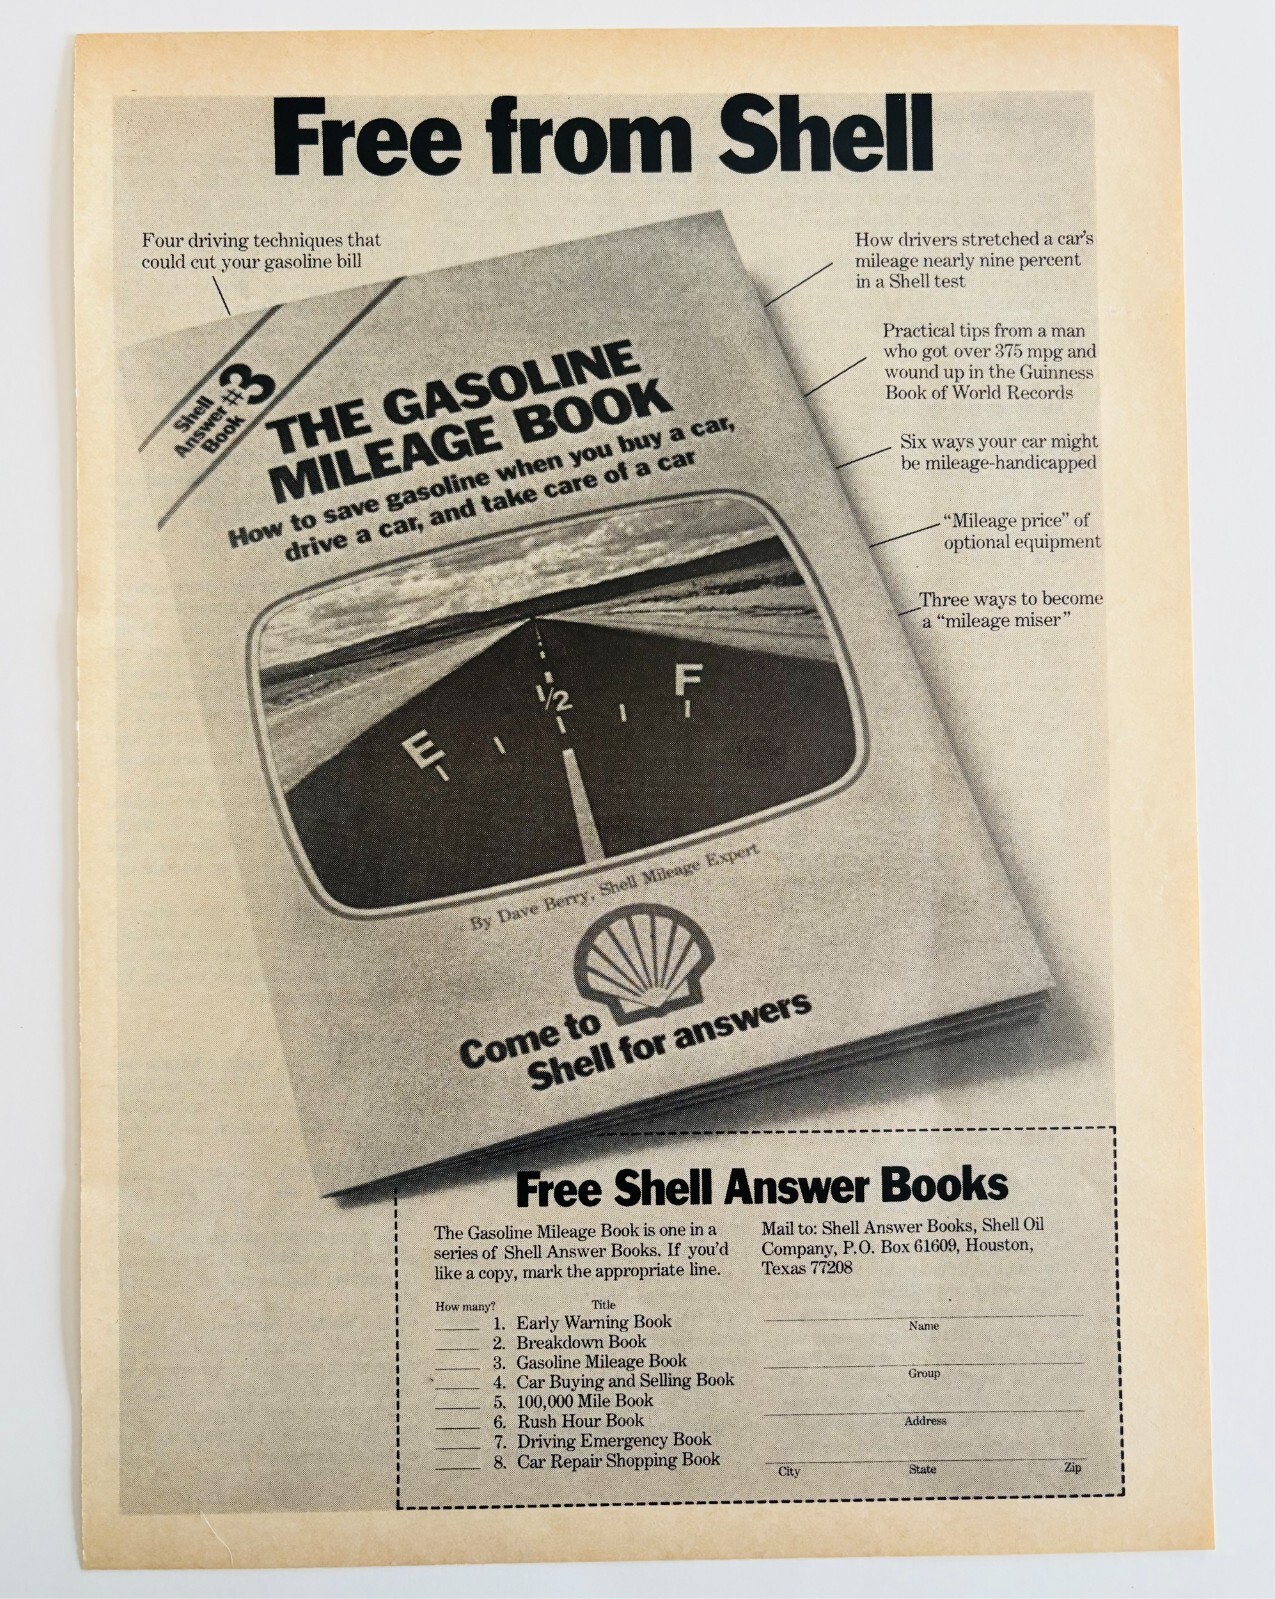 Free from Shell
Four driving techniques that
could cut your gasoline bill
How drivers stretched a car's
mileage nearly nine percent
in a Shell test
Practical tips from a man
who got over 375 mpg and
wound up in the Guinness
Book of World Records
Six ways your car might
be mileage-handicapped
"Mileage price" of
optional equipment
Three ways to become
a "mileage miser"
Shell
Answer
Book #3
THE GASOLINE
MILEAGE BOOK
How to save gasoline when you buy a car,
drive a car, and take care of a car
E 1/2 F
By Dave Berry, Shell Mileage Expert
Come to
Shell for answers
Free Shell Answer Books
The Gasoline Mileage Book is one in a
series of Shell Answer Books. If you'd
like a copy, mark the appropriate line.
Mail to: Shell Answer Books, Shell Oil
Company, P.O. Box 61609, Houston,
Texas 77208
How many? Title
1. Early Warning Book
2. Breakdown Book
3. Gasoline Mileage Book
4. Car Buying and Selling Book
5. 100,000 Mile Book
6. Rush Hour Book
7. Driving Emergency Book
8. Car Repair Shopping Book
Name
Group
Address
City State Zip